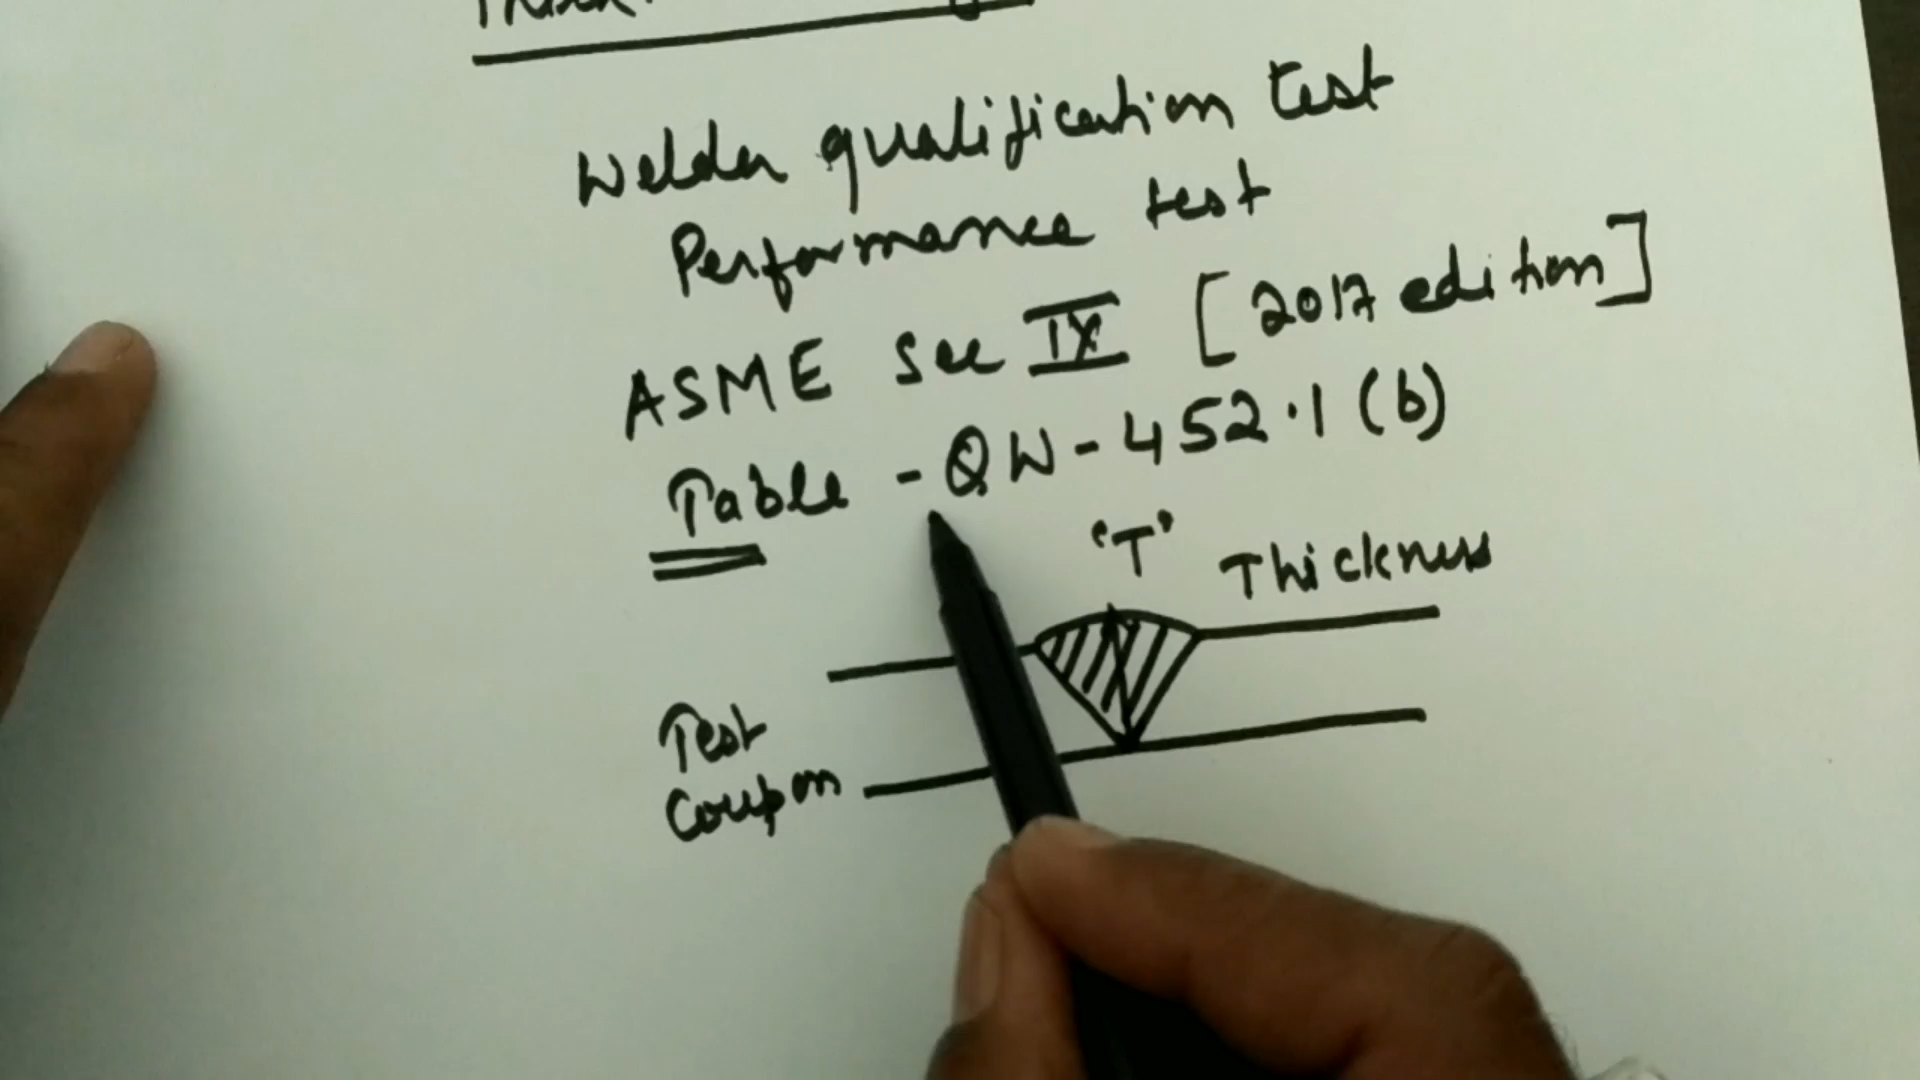 Welder qualification test
Performance test
ASME Sec IX [2017 edition]
Table - QW-452.1(b)
'T' Thickness
Test
Coupon